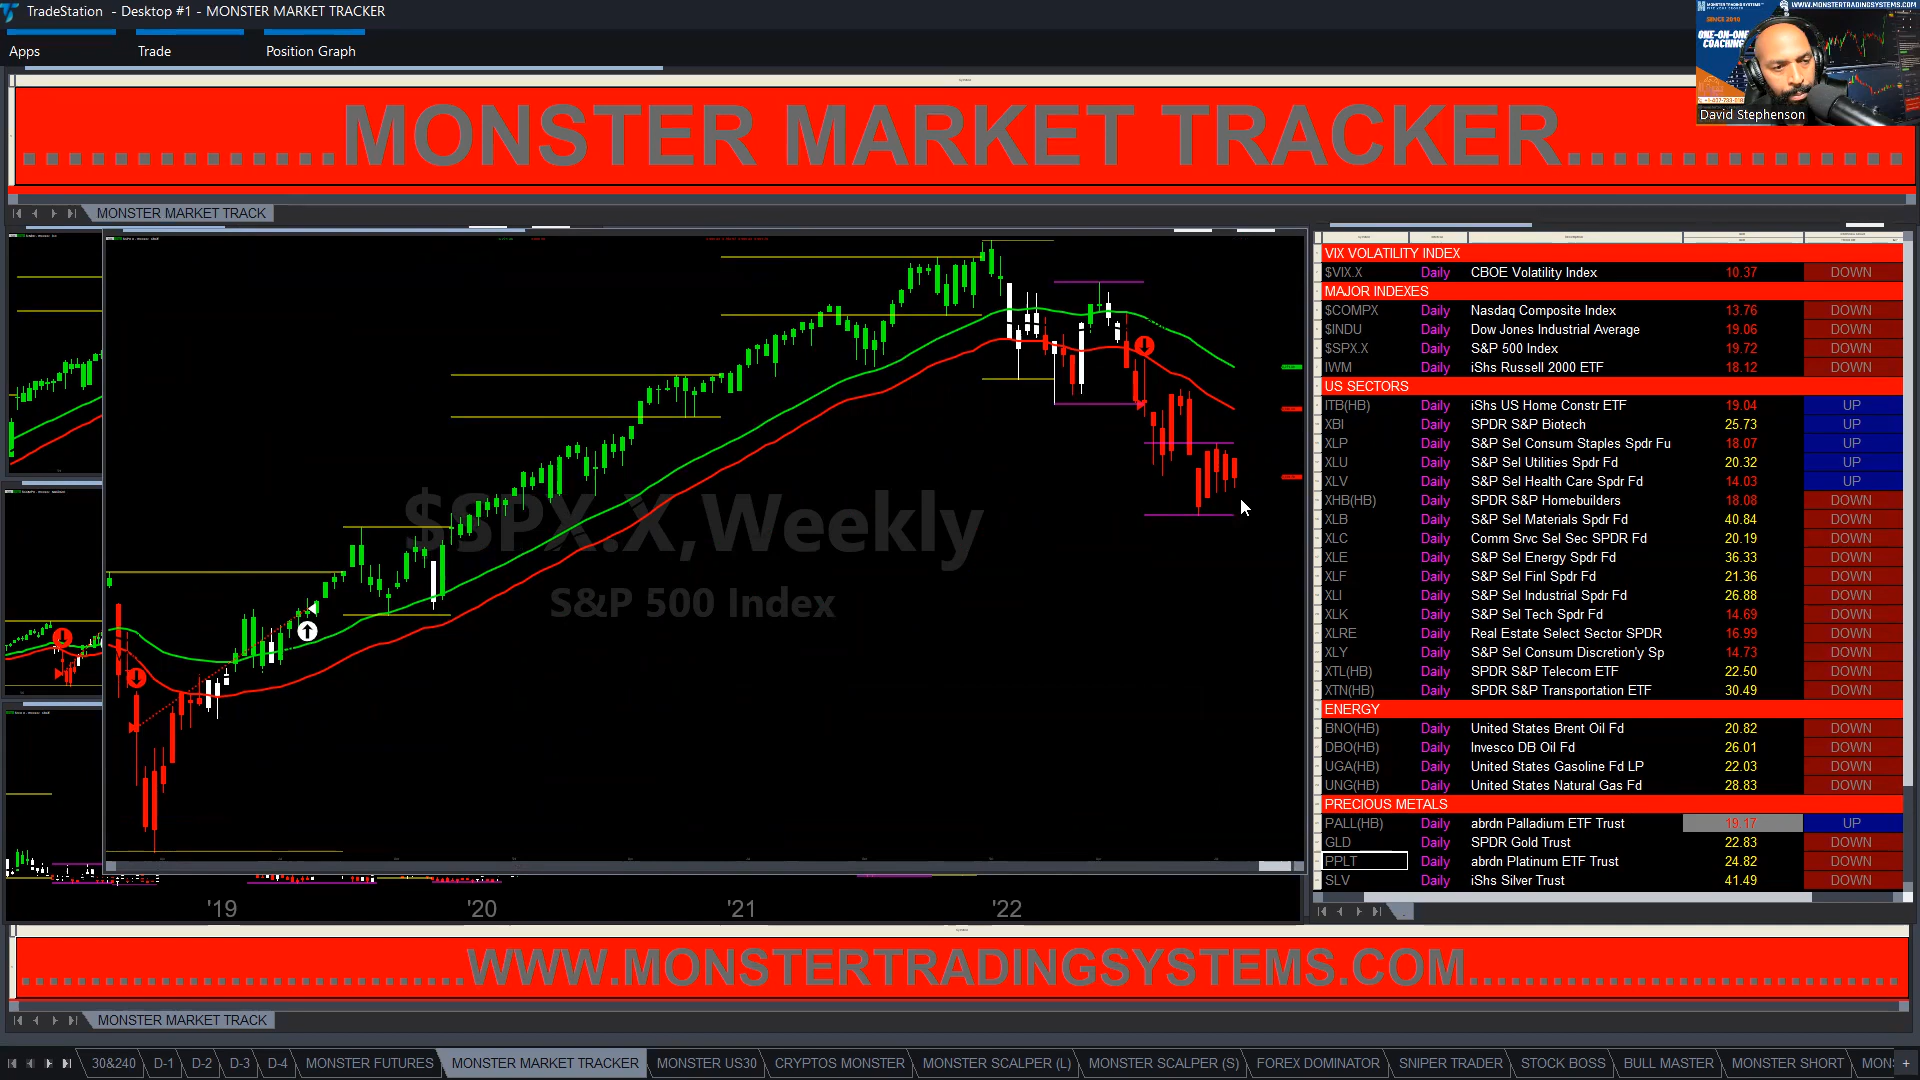 TradeStation - Desktop #1 - MONSTER MARKET TRACKER
Apps Trade Position Graph
WWW.MONSTERTRADINGSYSTEMS.COM
SINCE 2010
ONE-ON-ONE
COACHING
David Stephenson
............MONSTER MARKET TRACKER.............
MONSTER MARKET TRACK
$SPX.X,Weekly
S&P 500 Index
'19 '20 '21 '22
VIX VOLATILITY INDEX
$VIX.X Daily CBOE Volatility Index 10.37 DOWN
MAJOR INDEXES
$COMPX Daily Nasdaq Composite Index 13.76 DOWN
$INDU Daily Dow Jones Industrial Average 19.06 DOWN
$SPX.X Daily S&P 500 Index 19.72 DOWN
IWM Daily iShs Russell 2000 ETF 18.12 DOWN
US SECTORS
ITB(HB) Daily iShs US Home Constr ETF 19.04 UP
XBI Daily SPDR S&P Biotech 25.73 UP
XLP Daily S&P Sel Consum Staples Spdr Fu 18.07 UP
XLU Daily S&P Sel Utilities Spdr Fd 20.32 UP
XLV Daily S&P Sel Health Care Spdr Fd 14.03 UP
XHB(HB) Daily SPDR S&P Homebuilders 18.08 DOWN
XLB Daily S&P Sel Materials Spdr Fd 40.84 DOWN
XLC Daily Comm Srvc Sel Sec SPDR Fd 20.19 DOWN
XLE Daily S&P Sel Energy Spdr Fd 36.33 DOWN
XLF Daily S&P Sel Finl Spdr Fd 21.36 DOWN
XLI Daily S&P Sel Industrial Spdr Fd 26.88 DOWN
XLK Daily S&P Sel Tech Spdr Fd 14.69 DOWN
XLRE Daily Real Estate Select Sector SPDR 16.99 DOWN
XLY Daily S&P Sel Consum Discretion'y Sp 14.73 DOWN
XTL(HB) Daily SPDR S&P Telecom ETF 22.50 DOWN
XTN(HB) Daily SPDR S&P Transportation ETF 30.49 DOWN
ENERGY
BNO(HB) Daily United States Brent Oil Fd 20.82 DOWN
DBO(HB) Daily Invesco DB Oil Fd 26.01 DOWN
UGA(HB) Daily United States Gasoline Fd LP 22.03 DOWN
UNG(HB) Daily United States Natural Gas Fd 28.83 DOWN
PRECIOUS METALS
PALL(HB) Daily abrdn Palladium ETF Trust 19.17 UP
GLD Daily SPDR Gold Trust 22.83 DOWN
PPLT Daily abrdn Platinum ETF Trust 24.82 DOWN
SLV Daily iShs Silver Trust 41.49 DOWN
.......................WWW.MONSTERTRADINGSYSTEMS.COM......................
MONSTER MARKET TRACK
30&240 D-1 D-2 D-3 D-4 MONSTER FUTURES MONSTER MARKET TRACKER MONSTER US30 CRYPTOS MONSTER MONSTER SCALPER (L) MONSTER SCALPER (S) FOREX DOMINATOR SNIPER TRADER STOCK BOSS BULL MASTER MONSTER SHORT MON